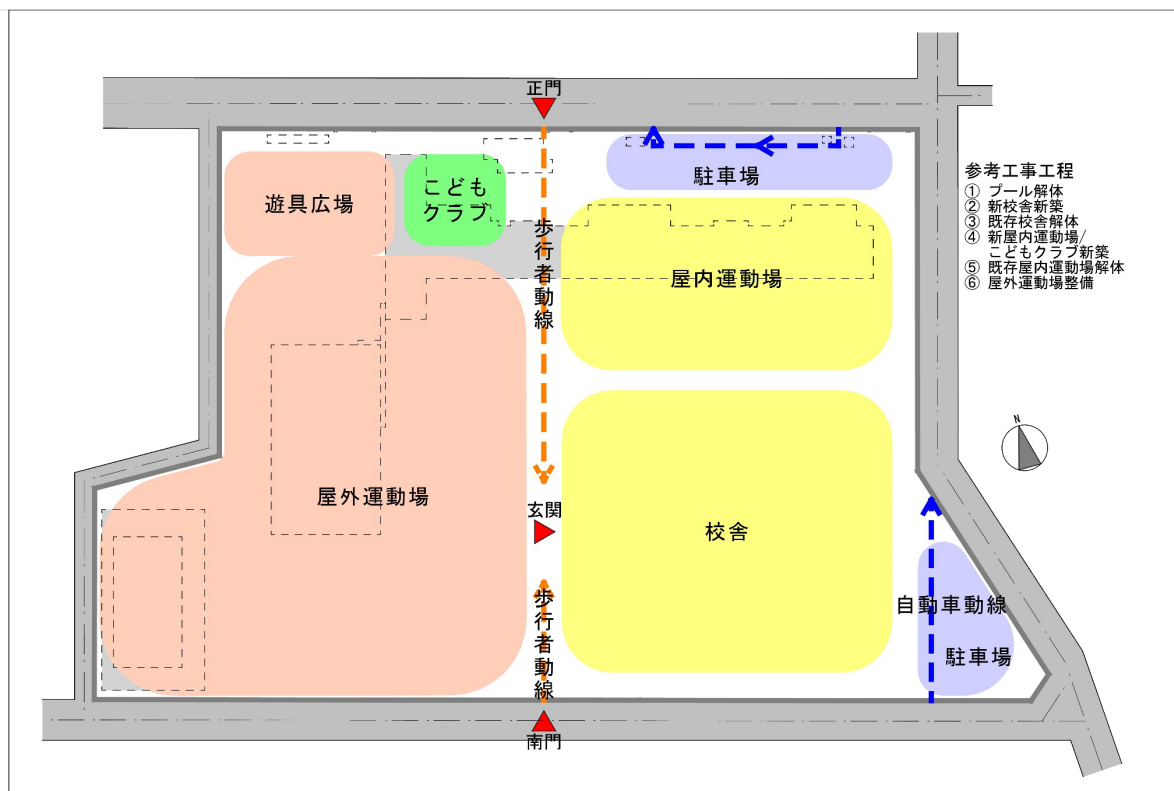 正門
駐車場
参考工事工程
① プール解体
② 新校舎新築
③ 既存校舎解体
④ 新屋内運動場/
こどもクラブ新築
⑤ 既存屋内運動場解体
⑥ 屋外運動場整備
遊具広場
こども
クラブ
歩行者動線
屋内運動場
N
屋外運動場
玄関
校舎
歩行者動線
自動車動線
駐車場
南門